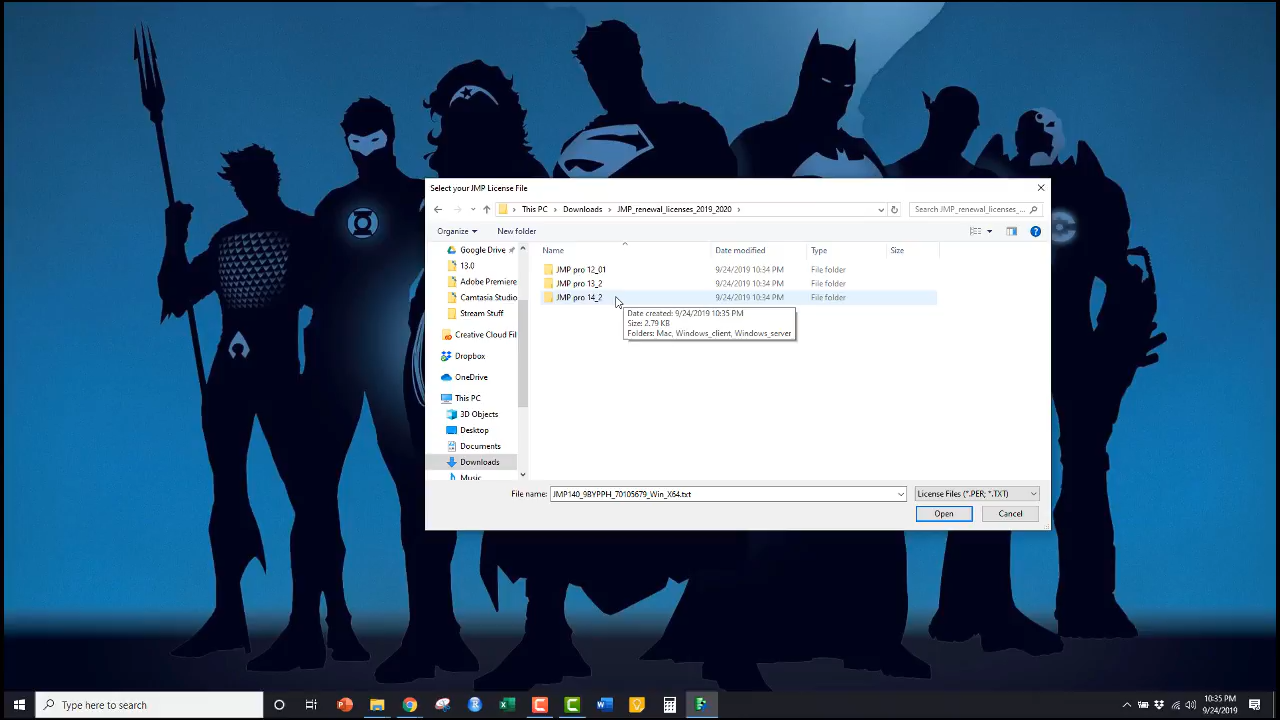 Select your JMP License File
This PC > Downloads > JMP_renewal_licenses_2019_2020 >
Search JMP_renewal_licenses_...
Organize
New folder
Google Drive
13.0
Adobe Premiere
Camtasia Studio
Stream Stuff
Creative Cloud Fil
Dropbox
OneDrive
This PC
3D Objects
Desktop
Documents
Downloads
Music
Name Date modified Type Size
JMP pro 12_01 9/24/2019 10:34 PM File folder
JMP pro 13_2 9/24/2019 10:34 PM File folder
JMP pro 14_2 9/24/2019 10:34 PM File folder
Date created: 9/24/2019 10:35 PM
Size: 2.79 KB
Folders: Mac, Windows_client, Windows_server
File name: JMP140_9BYPPH_70105679_Win_X64.txt
License Files (*.PER; *.TXT)
Open Cancel
Type here to search
10:35 PM
9/24/2019